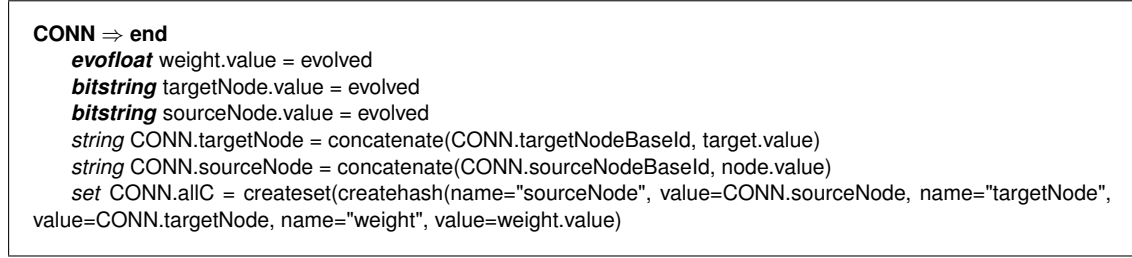 CONN ⇒ end
evofloat weight.value = evolved
bitstring targetNode.value = evolved
bitstring sourceNode.value = evolved
string CONN.targetNode = concatenate(CONN.targetNodeBaseId, target.value)
string CONN.sourceNode = concatenate(CONN.sourceNodeBaseId, node.value)
set CONN.allC = createset(createhash(name="sourceNode", value=CONN.sourceNode, name="targetNode",
value=CONN.targetNode, name="weight", value=weight.value)